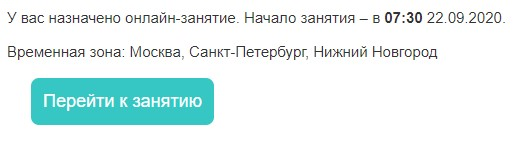 У вас назначено онлайн-занятие. Начало занятия – в 07:30 22.09.2020.
Временная зона: Москва, Санкт-Петербург, Нижний Новгород
Перейти к занятию